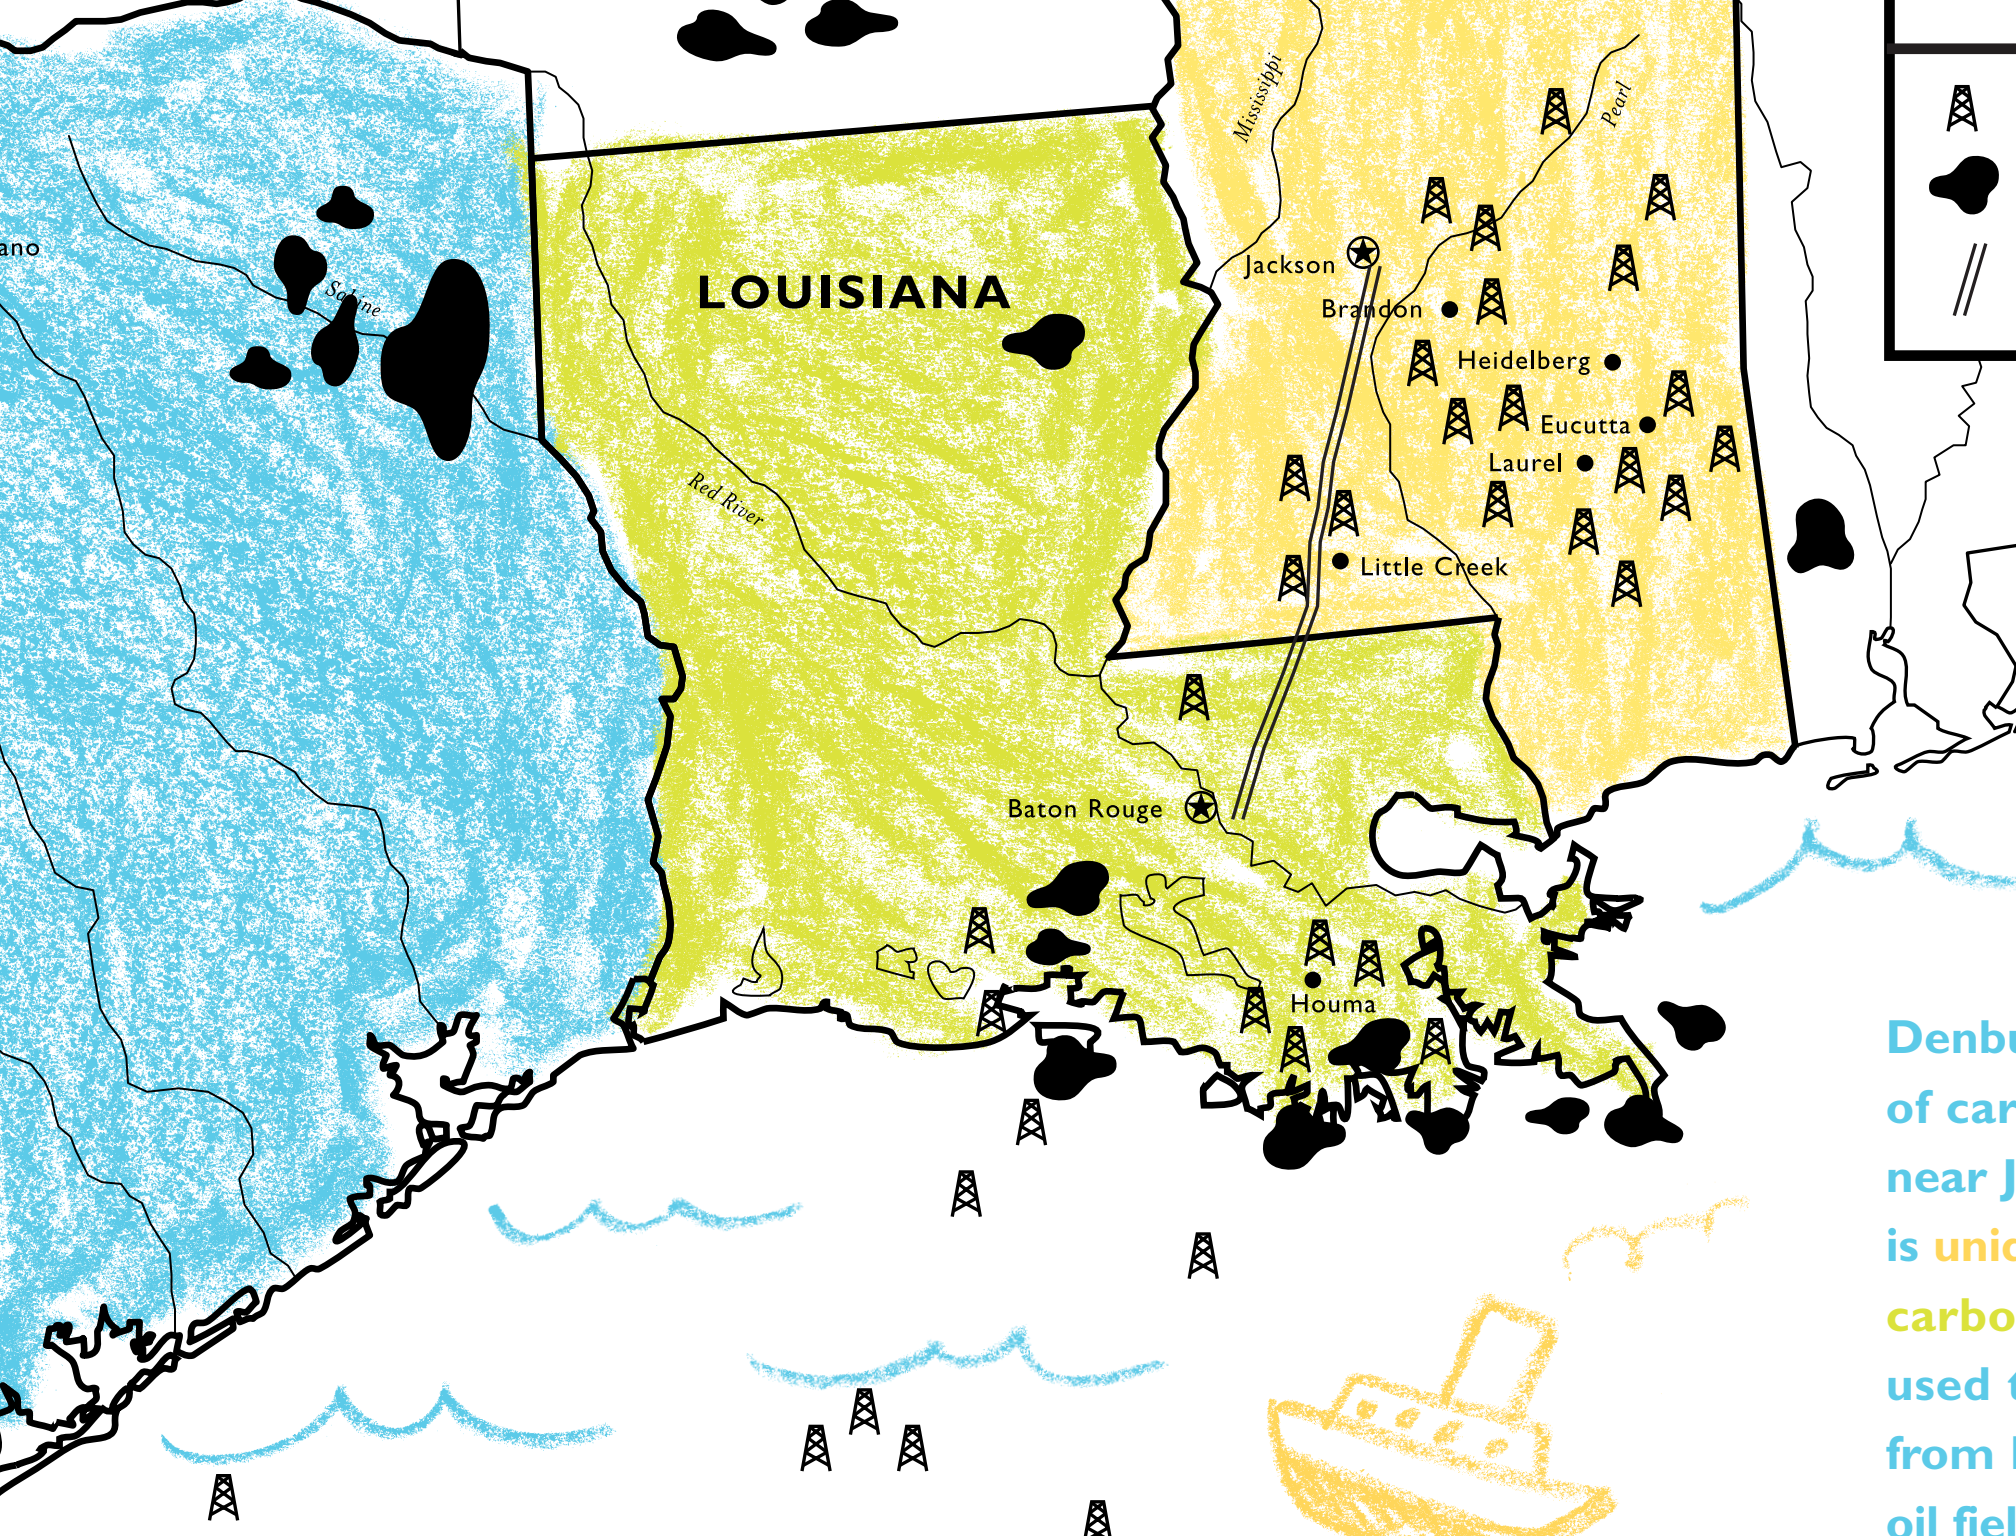 Mississippi
Pearl
ano
Jackson
LOUISIANA
Sabine
Brandon
Heidelberg
Eucutta
Laurel
Red River
Little Creek
Baton Rouge
Houma
Denbu
of car
near J
is unic
carbo
used t
from
oil fiel